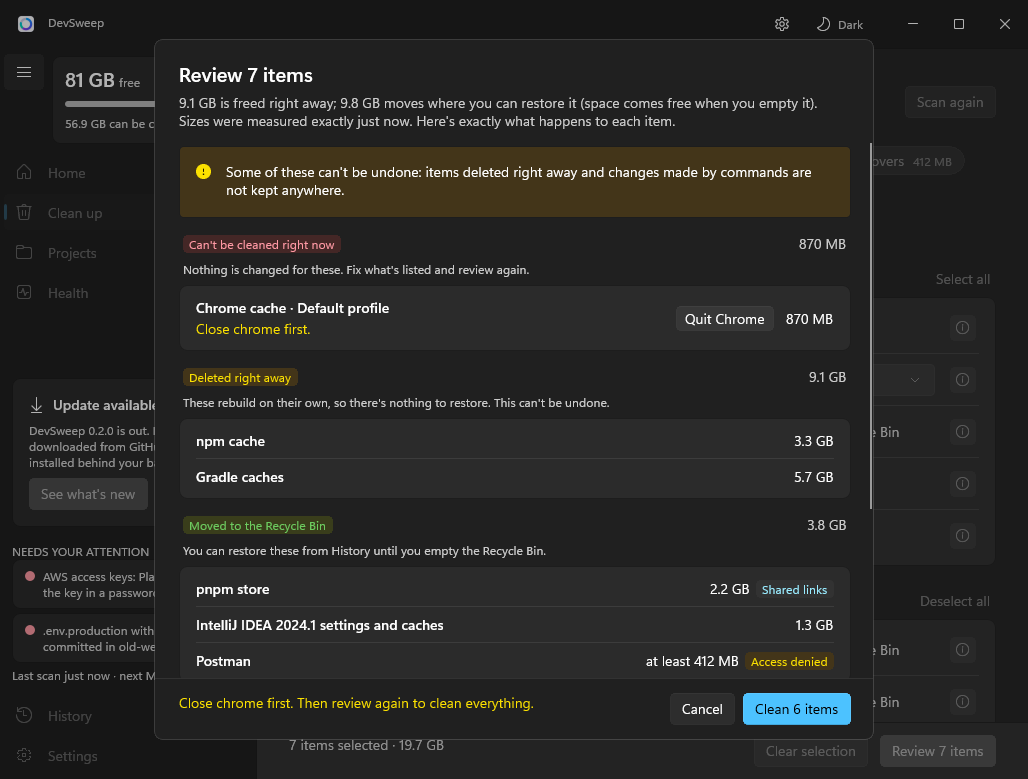 DevSweep
Dark
81 GB free
56.9 GB can be c
Scan again
overs 412 MB
Home
Clean up
Projects
Health
Select all
Update available
DevSweep 0.2.0 is out.
downloaded from GitHu
installed behind your ba
See what's new
NEEDS YOUR ATTENTION
AWS access keys: Pla
the key in a password
.env.production with
committed in old-we
Last scan just now · next M
History
Settings
Review 7 items
9.1 GB is freed right away; 9.8 GB moves where you can restore it (space comes free when you empty it).
Sizes were measured exactly just now. Here's exactly what happens to each item.
Some of these can't be undone: items deleted right away and changes made by commands are
not kept anywhere.
Can't be cleaned right now 870 MB
Nothing is changed for these. Fix what's listed and review again.
Chrome cache · Default profile
Close chrome first.
Quit Chrome 870 MB
Deleted right away 9.1 GB
These rebuild on their own, so there's nothing to restore. This can't be undone.
npm cache 3.3 GB
Gradle caches 5.7 GB
Moved to the Recycle Bin 3.8 GB
You can restore these from History until you empty the Recycle Bin.
pnpm store 2.2 GB Shared links
IntelliJ IDEA 2024.1 settings and caches 1.3 GB
Postman at least 412 MB Access denied
Close chrome first. Then review again to clean everything.
Cancel
Clean 6 items
e Bin
Deselect all
e Bin
e Bin
7 items selected · 19.7 GB
Clear selection
Review 7 items